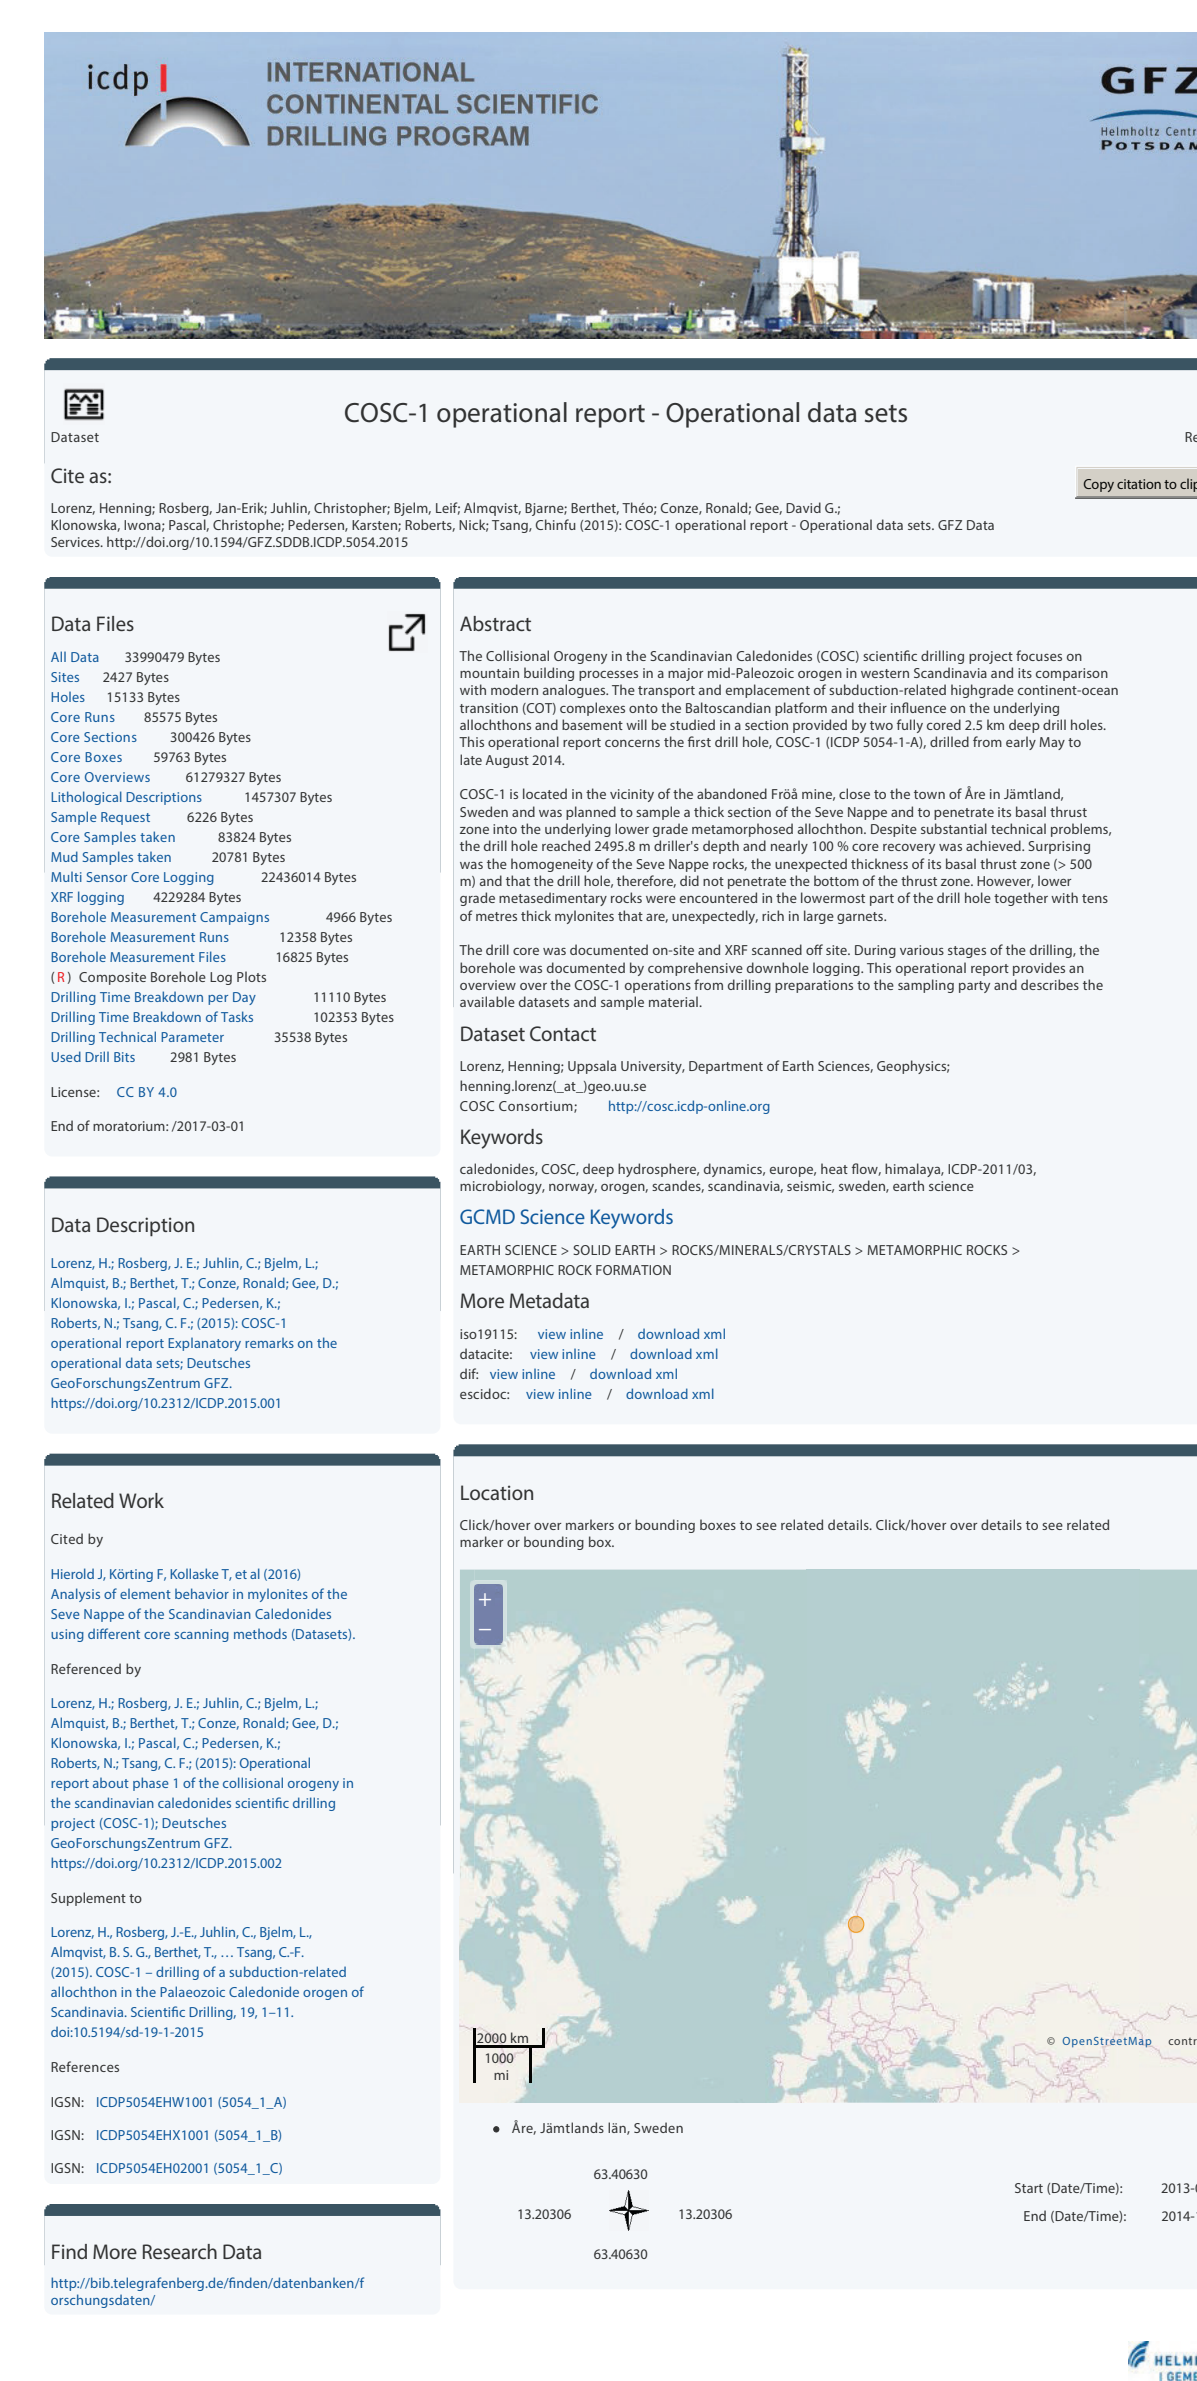 icdp
INTERNATIONAL
CONTINENTAL SCIENTIFIC
DRILLING PROGRAM
GFZ
Helmholtz Centr
POTSDAM
Dataset
COSC-1 operational report - Operational data sets
Re
Cite as:
Copy citation to clip
Lorenz, Henning; Rosberg, Jan-Erik; Juhlin, Christopher; Bjelm, Leif; Almqvist, Bjarne; Berthet, Théo; Conze, Ronald; Gee, David G.;
Klonowska, Iwona; Pascal, Christophe; Pedersen, Karsten; Roberts, Nick; Tsang, Chinfu (2015): COSC-1 operational report - Operational data sets. GFZ Data
Services. http://doi.org/10.1594/GFZ.SDDB.ICDP.5054.2015
Data Files
All Data 33990479 Bytes
Sites 2427 Bytes
Holes 15133 Bytes
Core Runs 85575 Bytes
Core Sections 300426 Bytes
Core Boxes 59763 Bytes
Core Overviews 61279327 Bytes
Lithological Descriptions 1457307 Bytes
Sample Request 6226 Bytes
Core Samples taken 83824 Bytes
Mud Samples taken 20781 Bytes
Multi Sensor Core Logging 22436014 Bytes
XRF logging 4229284 Bytes
Borehole Measurement Campaigns 4966 Bytes
Borehole Measurement Runs 12358 Bytes
Borehole Measurement Files 16825 Bytes
(R) Composite Borehole Log Plots
Drilling Time Breakdown per Day 11110 Bytes
Drilling Time Breakdown of Tasks 102353 Bytes
Drilling Technical Parameter 35538 Bytes
Used Drill Bits 2981 Bytes
License: CC BY 4.0
End of moratorium: /2017-03-01
Data Description
Lorenz, H.; Rosberg, J. E.; Juhlin, C.; Bjelm, L.;
Almquist, B.; Berthet, T.; Conze, Ronald; Gee, D.;
Klonowska, I.; Pascal, C.; Pedersen, K.;
Roberts, N.; Tsang, C. F.; (2015): COSC-1
operational report Explanatory remarks on the
operational data sets; Deutsches
GeoForschungsZentrum GFZ.
https://doi.org/10.2312/ICDP.2015.001
Related Work
Cited by
Hierold J, Körting F, Kollaske T, et al (2016)
Analysis of element behavior in mylonites of the
Seve Nappe of the Scandinavian Caledonides
using different core scanning methods (Datasets).
Referenced by
Lorenz, H.; Rosberg, J. E.; Juhlin, C.; Bjelm, L.;
Almquist, B.; Berthet, T.; Conze, Ronald; Gee, D.;
Klonowska, I.; Pascal, C.; Pedersen, K.;
Roberts, N.; Tsang, C. F.; (2015): Operational
report about phase 1 of the collisional orogeny in
the scandinavian caledonides scientific drilling
project (COSC-1); Deutsches
GeoForschungsZentrum GFZ.
https://doi.org/10.2312/ICDP.2015.002
Supplement to
Lorenz, H., Rosberg, J.-E., Juhlin, C., Bjelm, L.,
Almqvist, B. S. G., Berthet, T., … Tsang, C.-F.
(2015). COSC-1 – drilling of a subduction-related
allochthon in the Palaeozoic Caledonide orogen of
Scandinavia. Scientific Drilling, 19, 1–11.
doi:10.5194/sd-19-1-2015
References
IGSN: ICDP5054EHW1001 (5054_1_A)
IGSN: ICDP5054EHX1001 (5054_1_B)
IGSN: ICDP5054EH02001 (5054_1_C)
Find More Research Data
http://bib.telegrafenberg.de/finden/datenbanken/f
orschungsdaten/
Abstract
The Collisional Orogeny in the Scandinavian Caledonides (COSC) scientific drilling project focuses on
mountain building processes in a major mid-Paleozoic orogen in western Scandinavia and its comparison
with modern analogues. The transport and emplacement of subduction-related highgrade continent-ocean
transition (COT) complexes onto the Baltoscandian platform and their influence on the underlying
allochthons and basement will be studied in a section provided by two fully cored 2.5 km deep drill holes.
This operational report concerns the first drill hole, COSC-1 (ICDP 5054-1-A), drilled from early May to
late August 2014.
COSC-1 is located in the vicinity of the abandoned Fröå mine, close to the town of Åre in Jämtland,
Sweden and was planned to sample a thick section of the Seve Nappe and to penetrate its basal thrust
zone into the underlying lower grade metamorphosed allochthon. Despite substantial technical problems,
the drill hole reached 2495.8 m driller's depth and nearly 100 % core recovery was achieved. Surprising
was the homogeneity of the Seve Nappe rocks, the unexpected thickness of its basal thrust zone (> 500
m) and that the drill hole, therefore, did not penetrate the bottom of the thrust zone. However, lower
grade metasedimentary rocks were encountered in the lowermost part of the drill hole together with tens
of metres thick mylonites that are, unexpectedly, rich in large garnets.
The drill core was documented on-site and XRF scanned off site. During various stages of the drilling, the
borehole was documented by comprehensive downhole logging. This operational report provides an
overview over the COSC-1 operations from drilling preparations to the sampling party and describes the
available datasets and sample material.
Dataset Contact
Lorenz, Henning; Uppsala University, Department of Earth Sciences, Geophysics;
henning.lorenz(_at_)geo.uu.se
COSC Consortium; http://cosc.icdp-online.org
Keywords
caledonides, COSC, deep hydrosphere, dynamics, europe, heat flow, himalaya, ICDP-2011/03,
microbiology, norway, orogen, scandes, scandinavia, seismic, sweden, earth science
GCMD Science Keywords
EARTH SCIENCE > SOLID EARTH > ROCKS/MINERALS/CRYSTALS > METAMORPHIC ROCKS >
METAMORPHIC ROCK FORMATION
More Metadata
iso19115: view inline / download xml
datacite: view inline / download xml
dif: view inline / download xml
escidoc: view inline / download xml
Location
Click/hover over markers or bounding boxes to see related details. Click/hover over details to see related
marker or bounding box.
+
−
2000 km
1000
mi
© OpenStreetMap contr
• Åre, Jämtlands län, Sweden
63.40630
13.20306 13.20306
63.40630
Start (Date/Time): 2013-
End (Date/Time): 2014-
HELM
| GEME